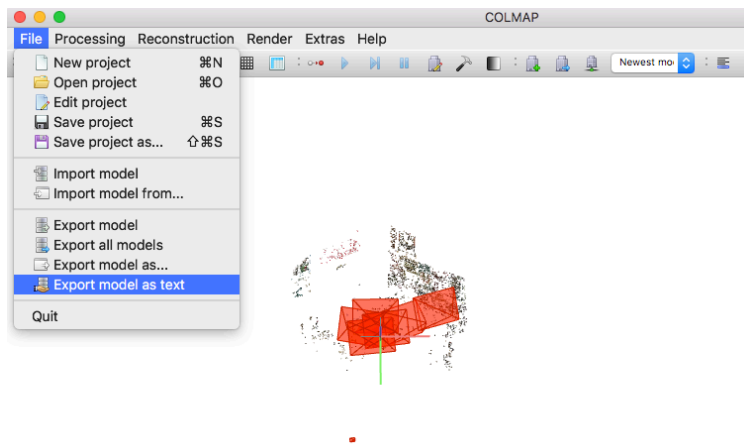 COLMAP
File Processing Reconstruction Render Extras Help
New project ⌘N
Open project ⌘O
Edit project
Save project ⌘S
Save project as... ⇧⌘S
Import model
Import model from...
Export model
Export all models
Export model as...
Export model as text
Quit
Newest mo